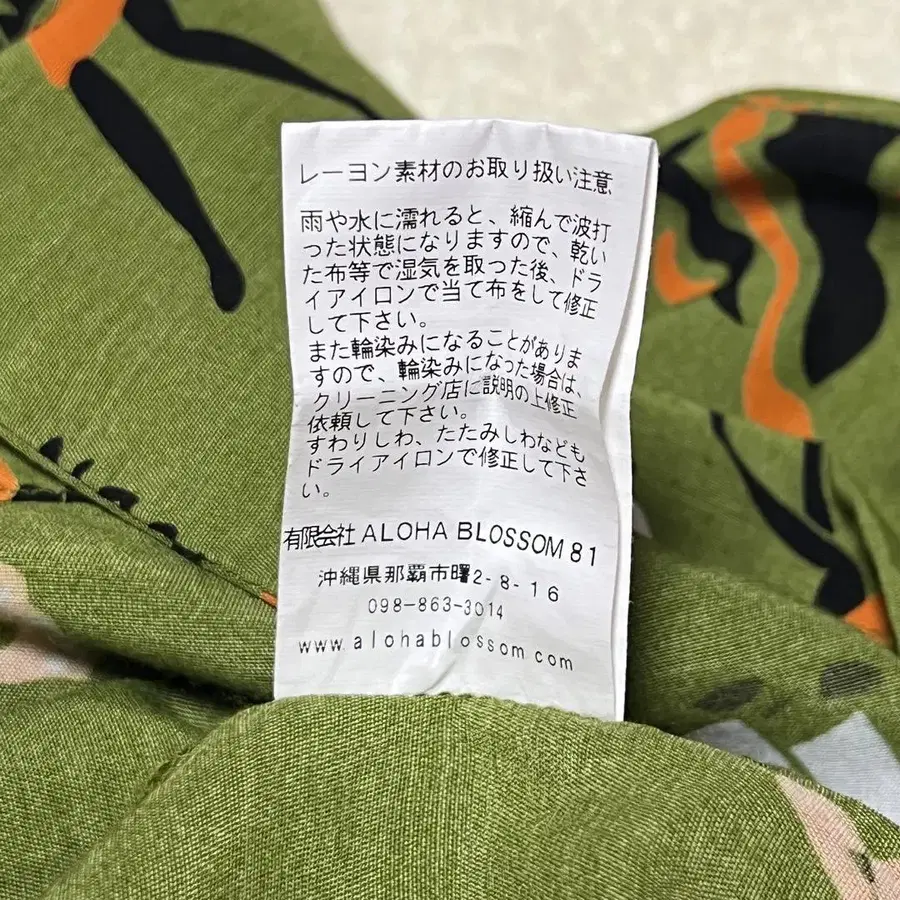 レーヨン素材のお取り扱い注意
雨や水に濡れると、縮んで波打
った状態になりますので、乾い
た布等で湿気を取った後、ドラ
イアイロンで当て布をして修正
して下さい。
また輪染みになることがありま
すので、輪染みになった場合は、
クリーニング店に説明の上修正
依頼して下さい。
すわりしわ、たたみしわなども
ドライアイロンで修正して下さ
い。
有限会社 ALOHA BLOSSOM 81
沖縄県那覇市曙2-8-16
098-863-3014
www.alohablossom.com